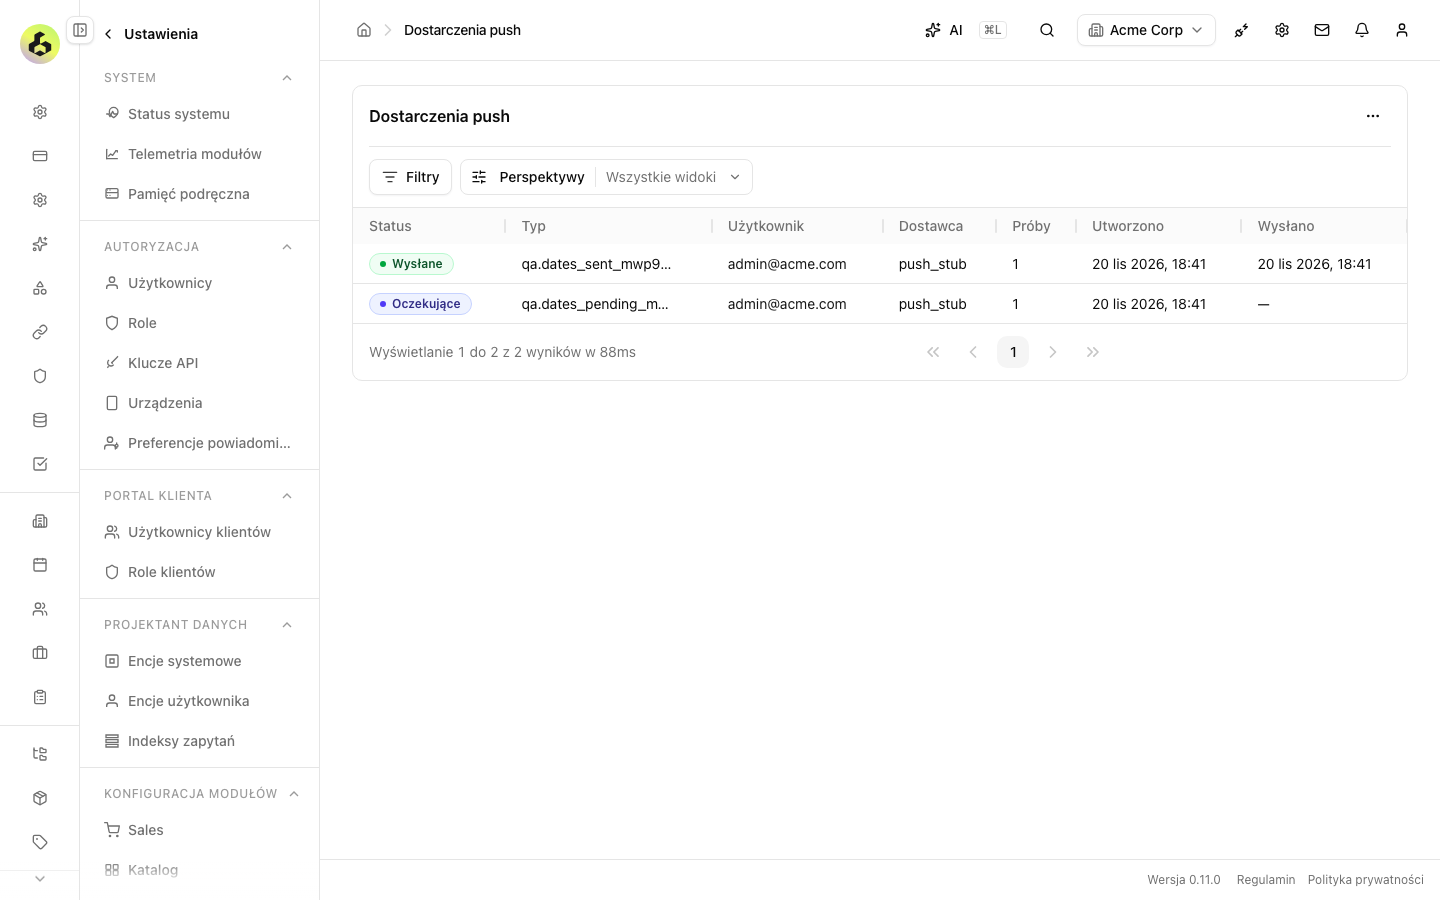 Ustawienia
SYSTEM
Status systemu
Telemetria modułów
Pamięć podręczna
AUTORYZACJA
Użytkownicy
Role
Klucze API
Urządzenia
Preferencje powiadomi...
PORTAL KLIENTA
Użytkownicy klientów
Role klientów
PROJEKTANT DANYCH
Encje systemowe
Encje użytkownika
Indeksy zapytań
KONFIGURACJA MODUŁÓW
Sales
Katalog
Dostarczenia push
AI ⌘L
Acme Corp
Dostarczenia push
Filtry
Perspektywy Wszystkie widoki
Status Typ Użytkownik Dostawca Próby Utworzono Wysłano
Wysłane qa.dates_sent_mwp9... admin@acme.com push_stub 1 20 lis 2026, 18:41 20 lis 2026, 18:41
Oczekujące qa.dates_pending_m... admin@acme.com push_stub 1 20 lis 2026, 18:41 —
Wyświetlanie 1 do 2 z 2 wyników w 88ms
1
Wersja 0.11.0 Regulamin Polityka prywatności